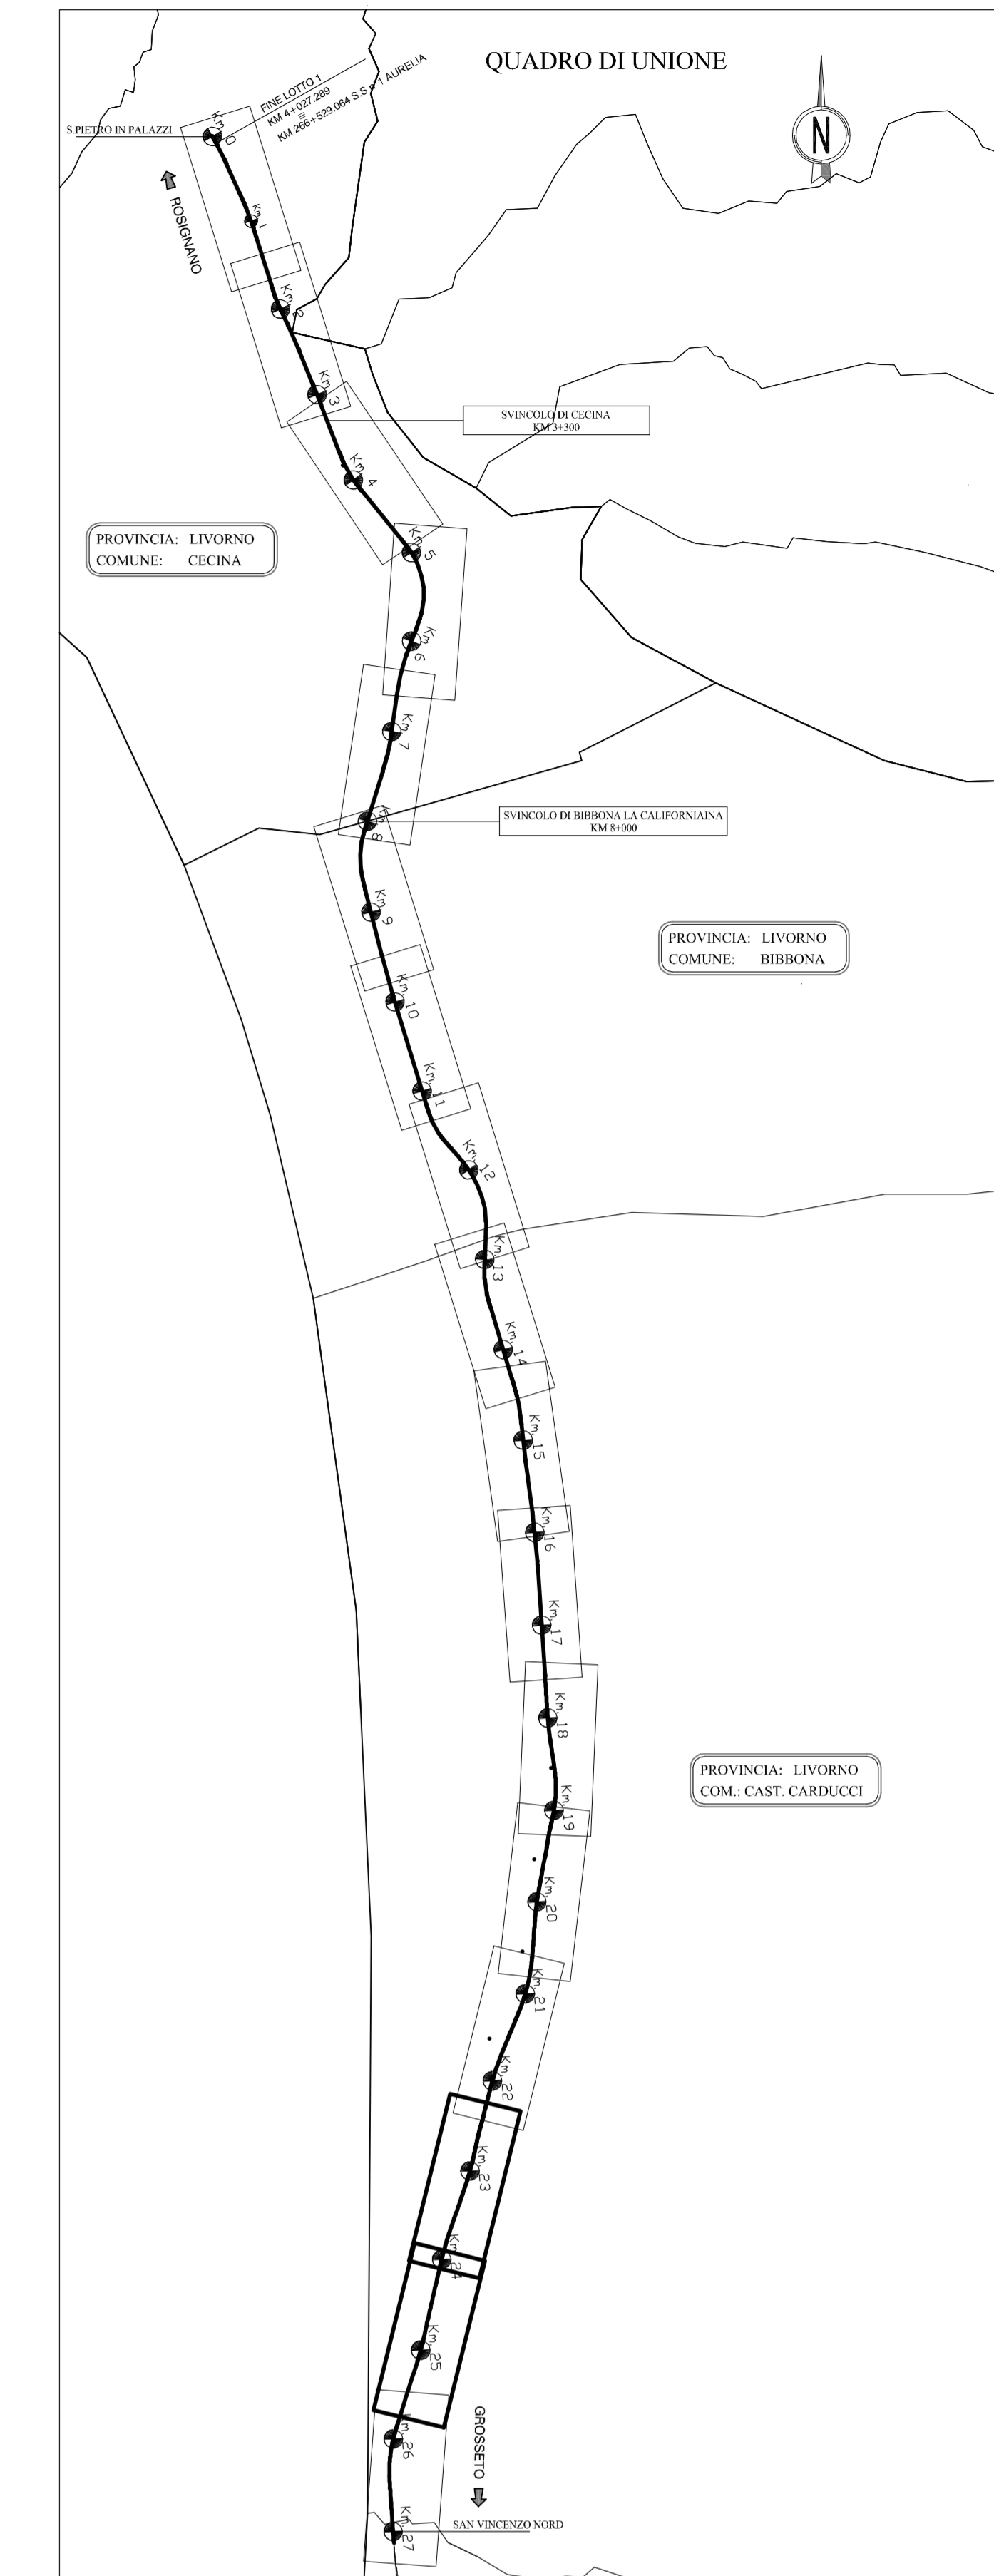 QUADRO DI UNIONE
N
FINE LOTTO 1
KM 4+027.289
≡
KM 266+529.064 S.S n° 1 AURELIA
S.PIETRO IN PALAZZI
Km. 0
ROSIGNANO
Km. 1
Km. 2
Km. 3
SVINCOLO DI CECINA
KM 3+300
Km. 4
PROVINCIA: LIVORNO
COMUNE: CECINA
Km. 5
Km. 6
Km. 7
Km. 8
SVINCOLO DI BIBBONA LA CALIFORNIAINA
KM 8+000
Km. 9
PROVINCIA: LIVORNO
COMUNE: BIBBONA
Km. 10
Km. 11
Km. 12
Km. 13
Km. 14
Km. 15
Km. 16
Km. 17
Km. 18
PROVINCIA: LIVORNO
COM.: CAST. CARDUCCI
Km. 19
Km. 20
Km. 21
Km. 22
Km. 23
Km. 24
Km. 25
GROSSETO
Km. 26
SAN VINCENZO NORD
Km. 27